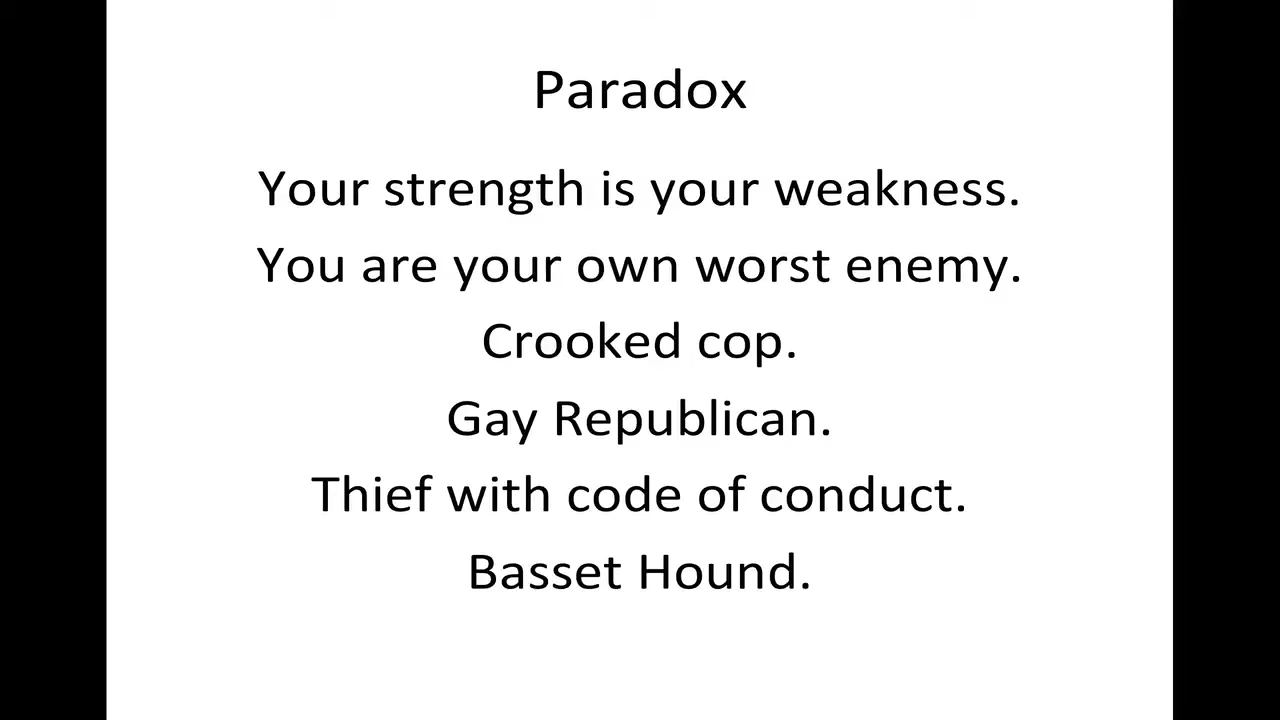 Paradox
Your strength is your weakness.
You are your own worst enemy.
Crooked cop.
Gay Republican.
Thief with code of conduct.
Basset Hound.